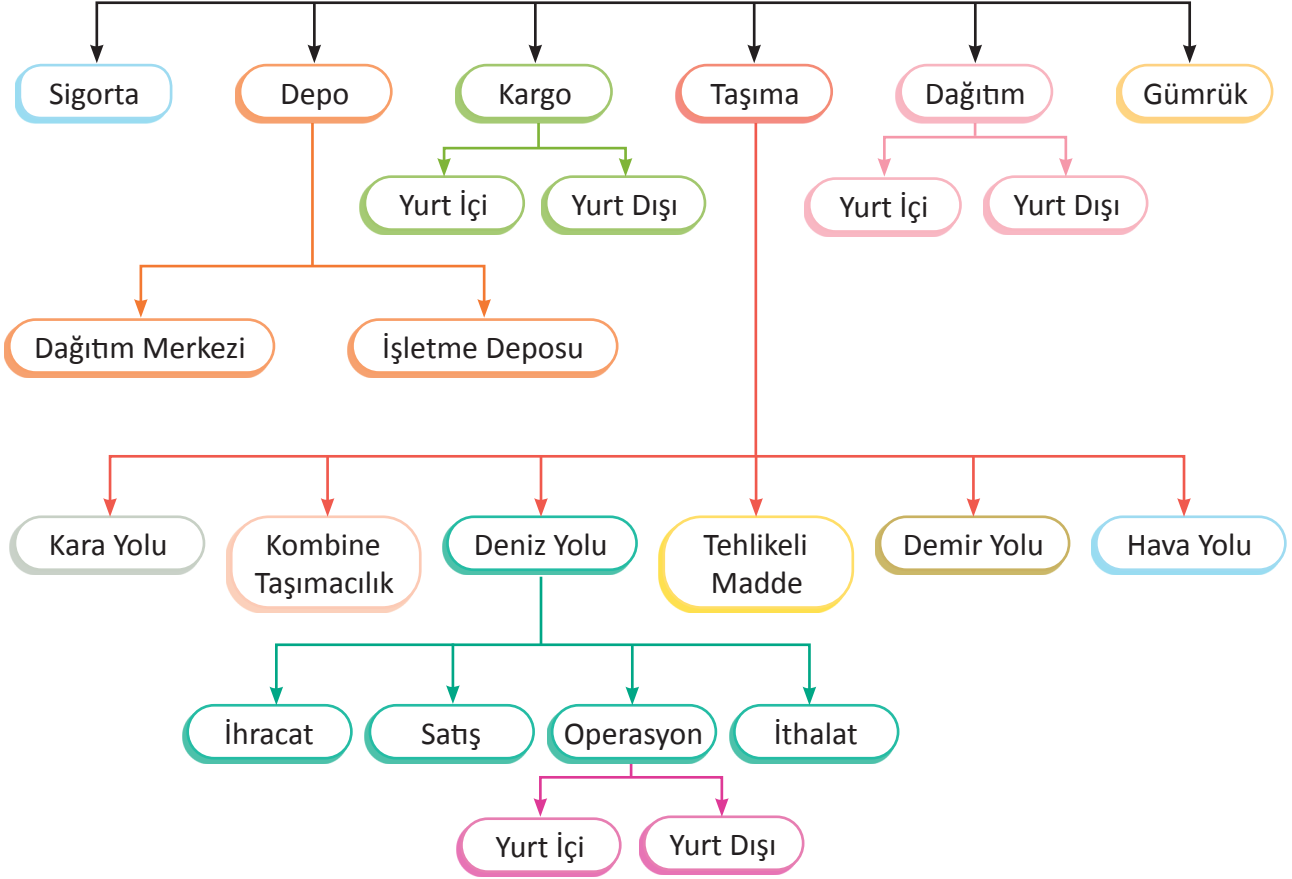 Sigorta
Depo
Kargo
Taşıma
Dağıtım
Gümrük
Yurt İçi
Yurt Dışı
Yurt İçi
Yurt Dışı
Dağıtım Merkezi
İşletme Deposu
Kara Yolu
Kombine
Taşımacılık
Deniz Yolu
Tehlikeli
Madde
Demir Yolu
Hava Yolu
İhracat
Satış
Operasyon
İthalat
Yurt İçi
Yurt Dışı